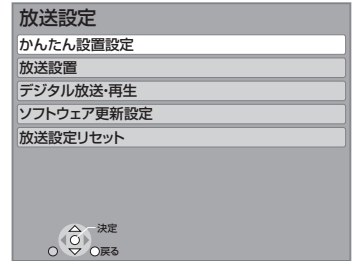 放送設定
かんたん設置設定
放送設置
デジタル放送・再生
ソフトウェア更新設定
放送設定リセット
決定
戻る